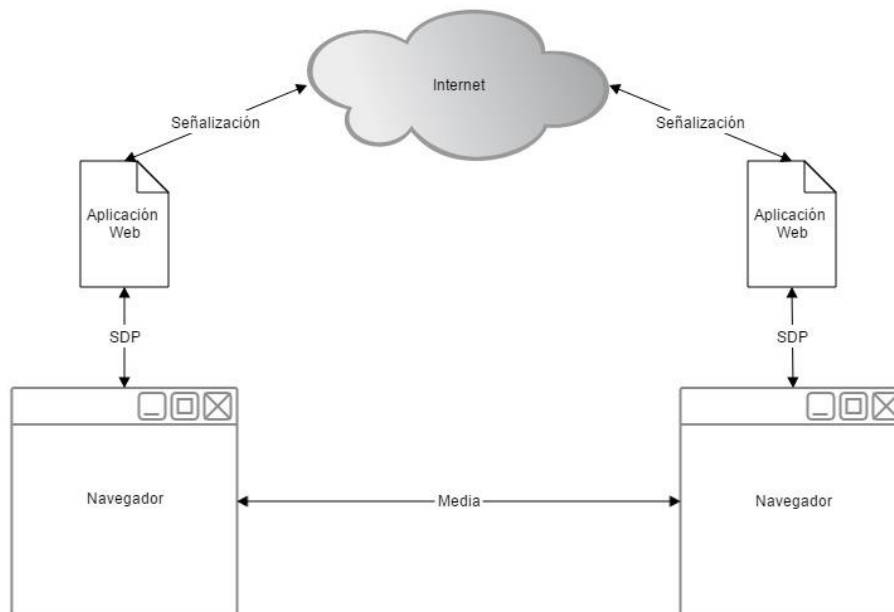 Internet
Señalización
Señalización
Aplicación
Web
Aplicación
Web
SDP
SDP
Navegador
Media
Navegador